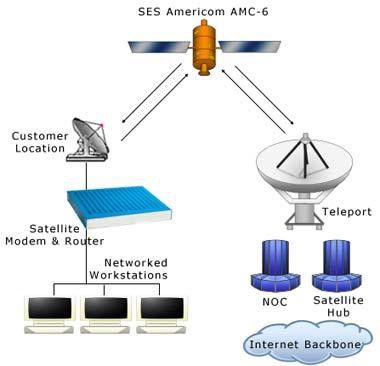 SES Americom AMC-6
Customer
Location
Teleport
Satellite
Modem & Router
Networked
Workstations
NOC
Satellite
Hub
Internet Backbone